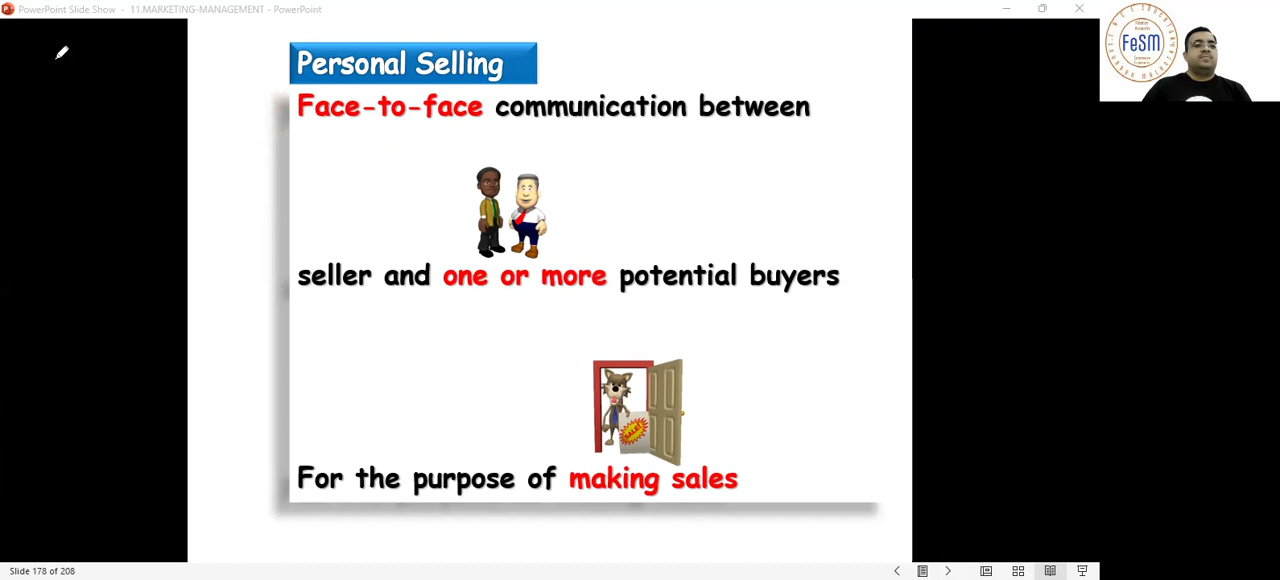 PowerPoint Slide Show - 11.MARKETING-MANAGEMENT - PowerPoint
FeSM
Personal Selling
Face-to-face communication between
seller and one or more potential buyers
SALE!
For the purpose of making sales
Slide 178 of 208